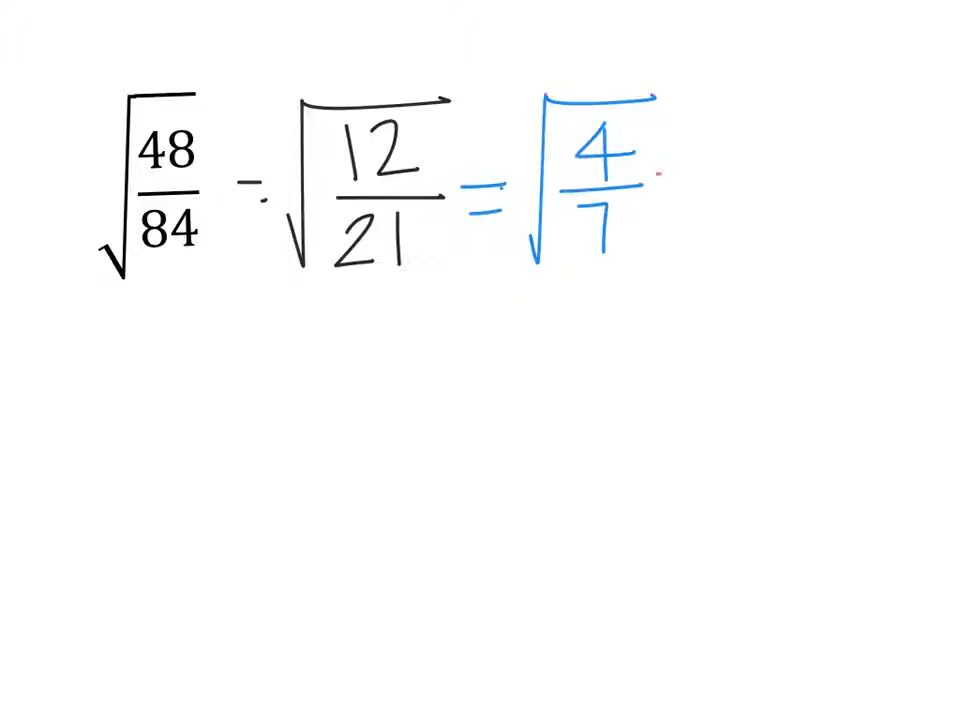 √(48/84) = √(12/21) = √(4/7)